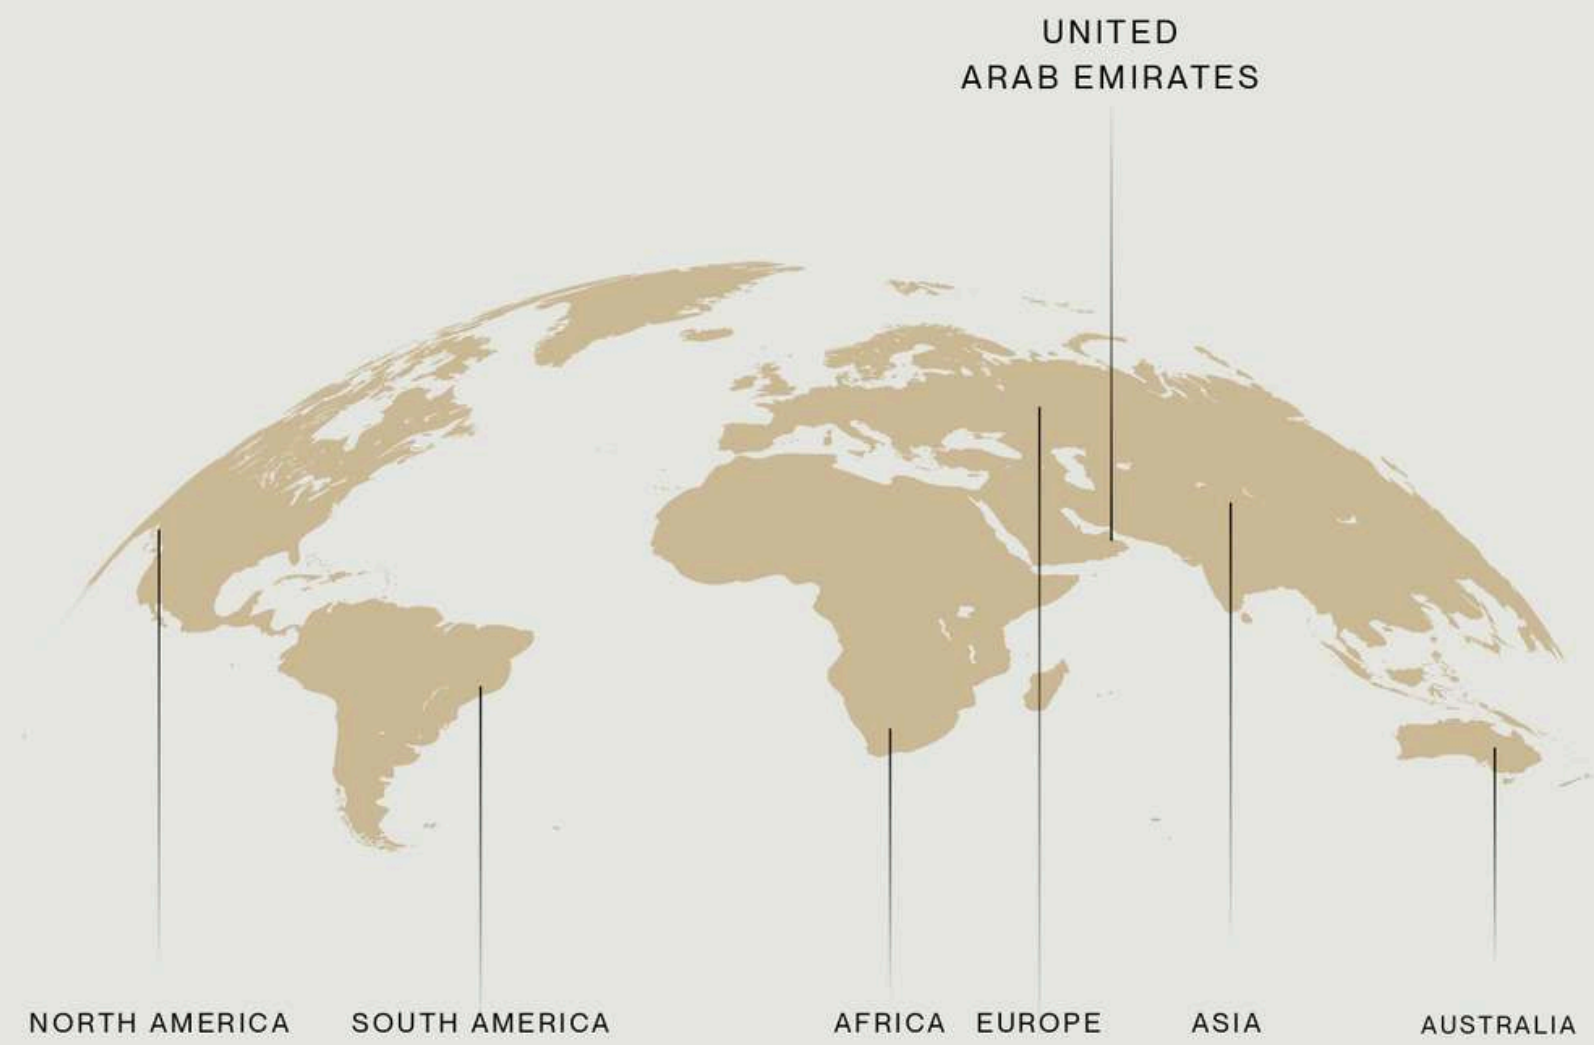 UNITED
ARAB EMIRATES
NORTH AMERICA
SOUTH AMERICA
AFRICA
EUROPE
ASIA
AUSTRALIA